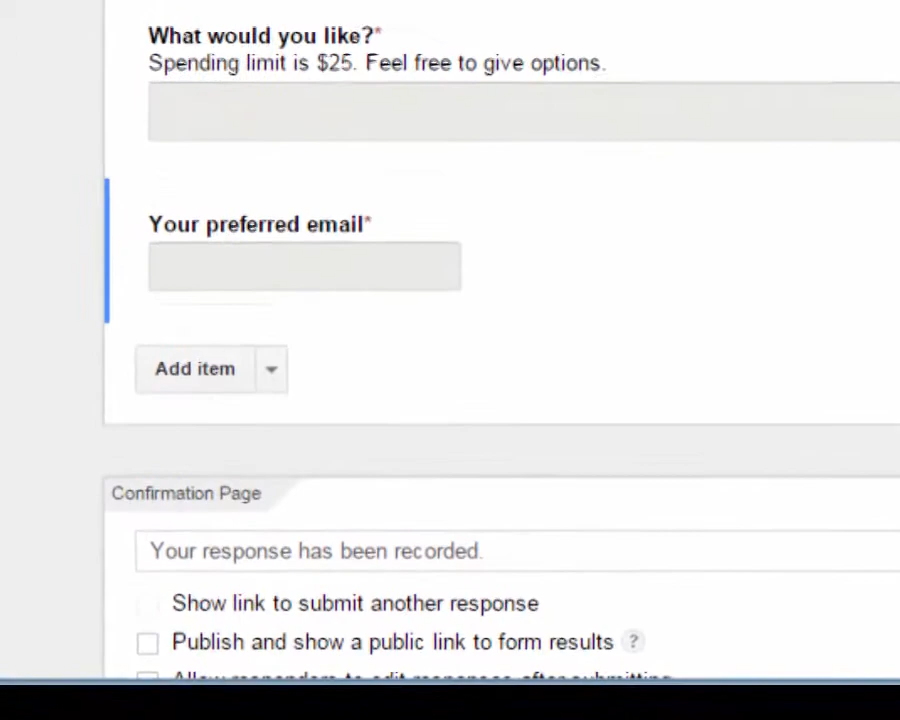 What would you like?*
Spending limit is $25. Feel free to give options.
Your preferred email*
Add item
Confirmation Page
Your response has been recorded.
Show link to submit another response
Publish and show a public link to form results ?
Allow responders to edit responses after submitting